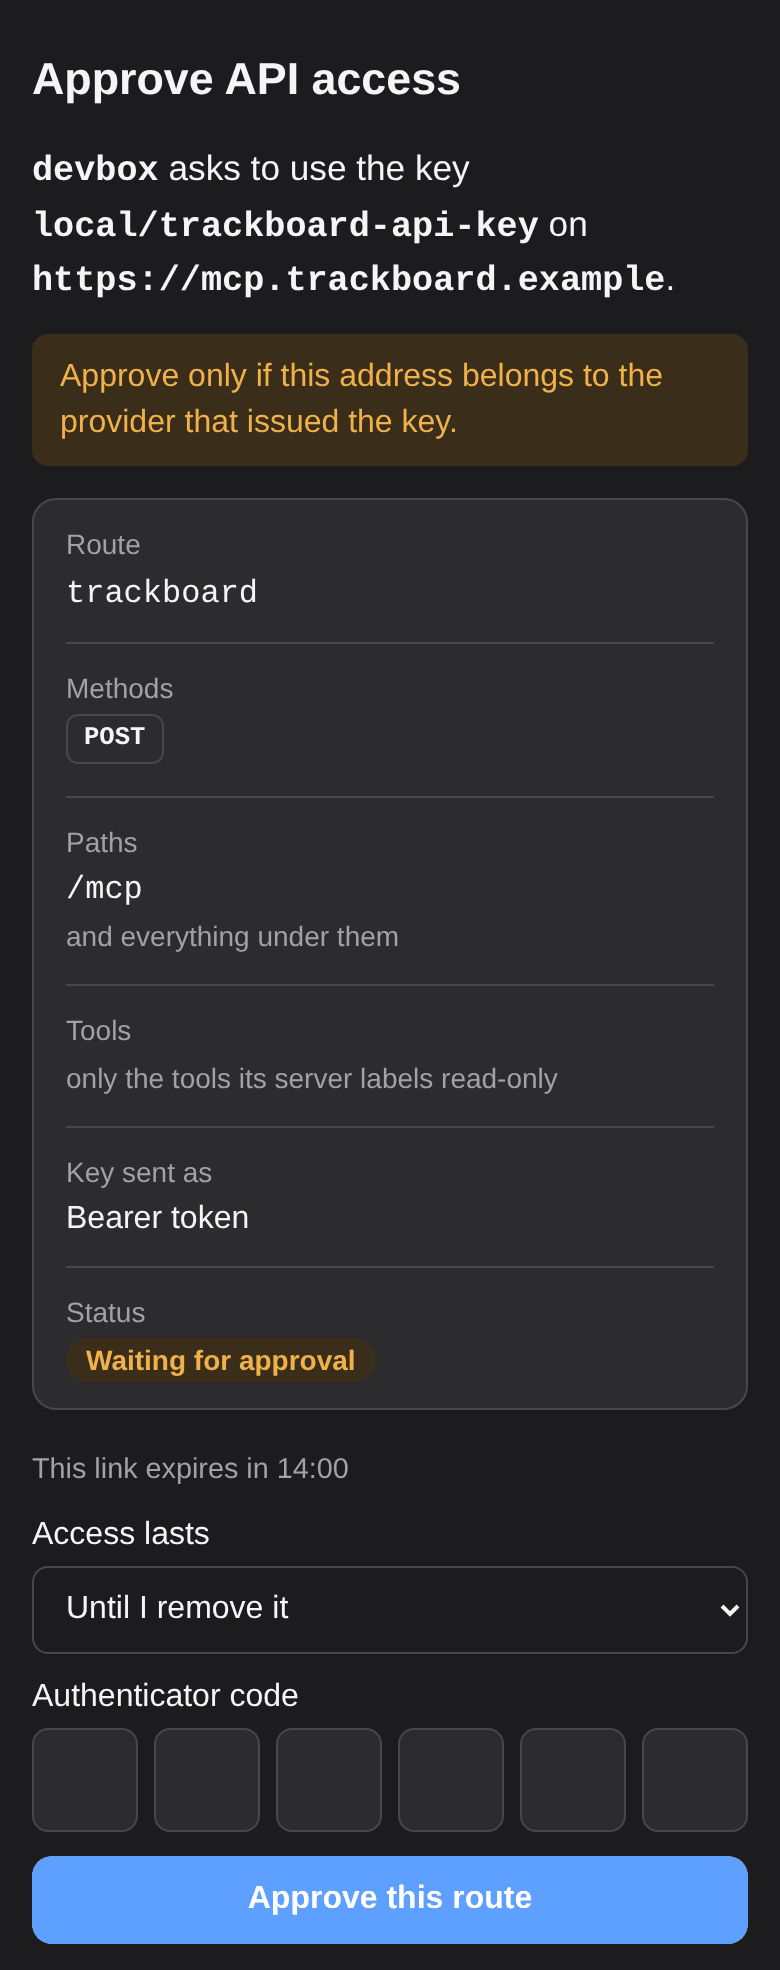 Approve API access
devbox asks to use the key
local/trackboard-api-key on
https://mcp.trackboard.example.
Approve only if this address belongs to the
provider that issued the key.
Route
trackboard
Methods
POST
Paths
/mcp
and everything under them
Tools
only the tools its server labels read-only
Key sent as
Bearer token
Status
Waiting for approval
This link expires in 14:00
Access lasts
Until I remove it
Authenticator code
Approve this route